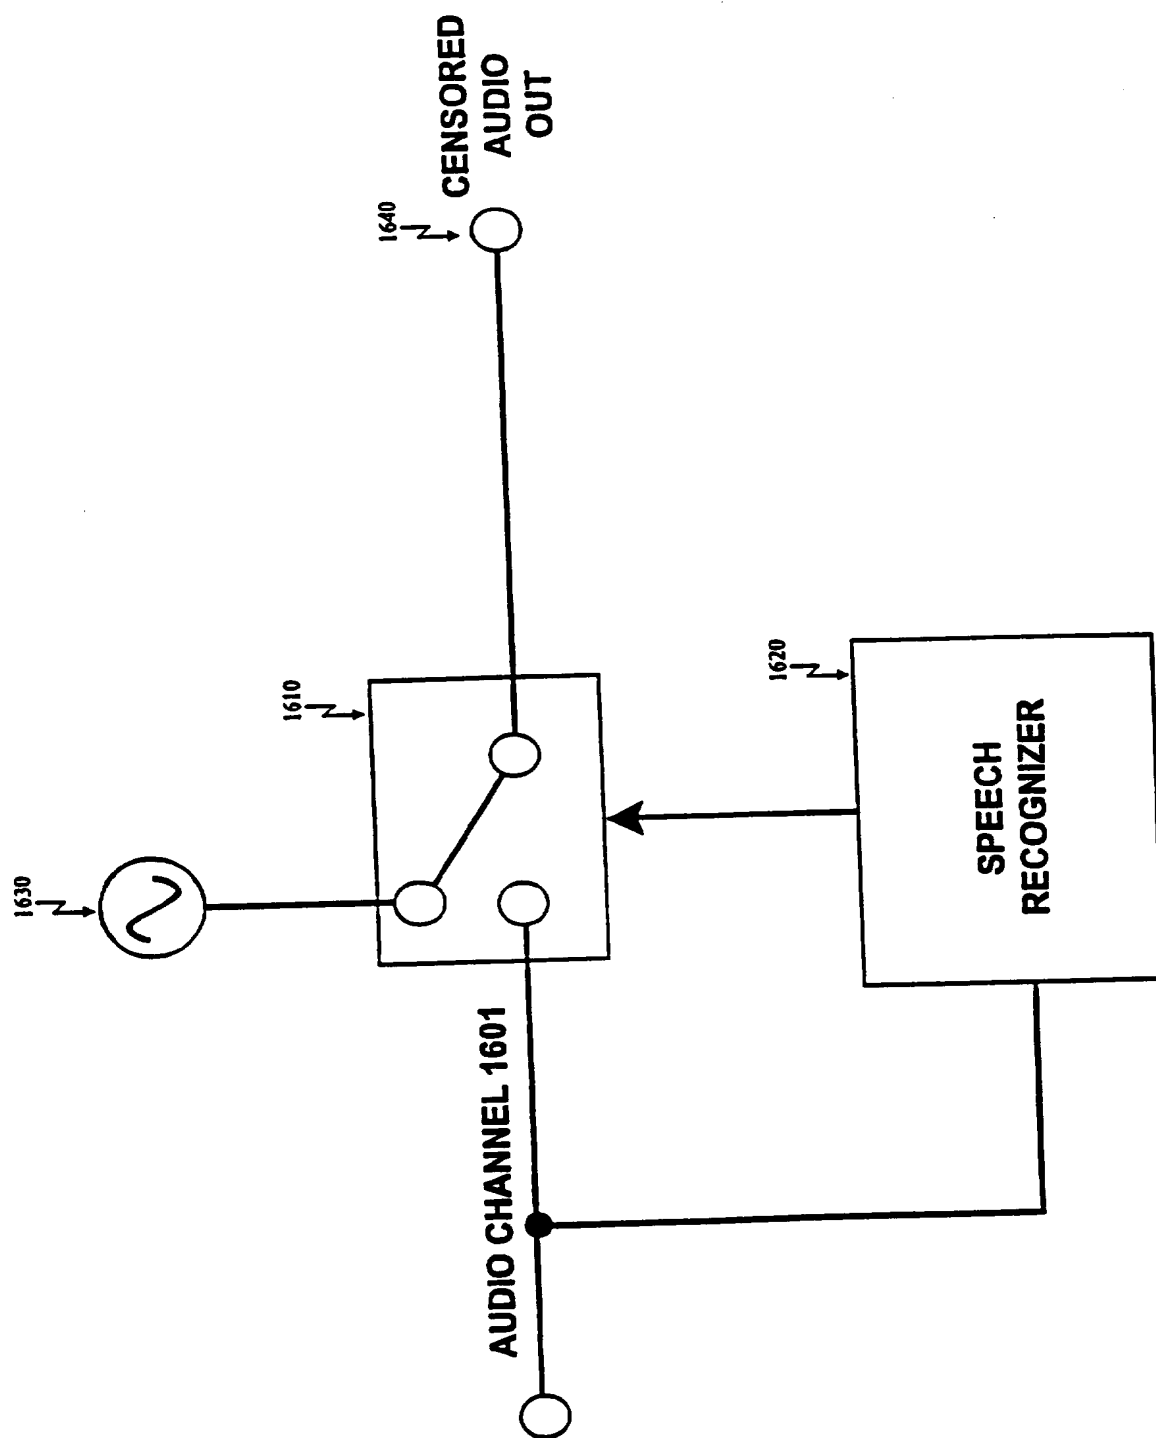 CENSORED
AUDIO
OUT
1640
1630
1610
1620
AUDIO CHANNEL 1601
SPEECH
RECOGNIZER